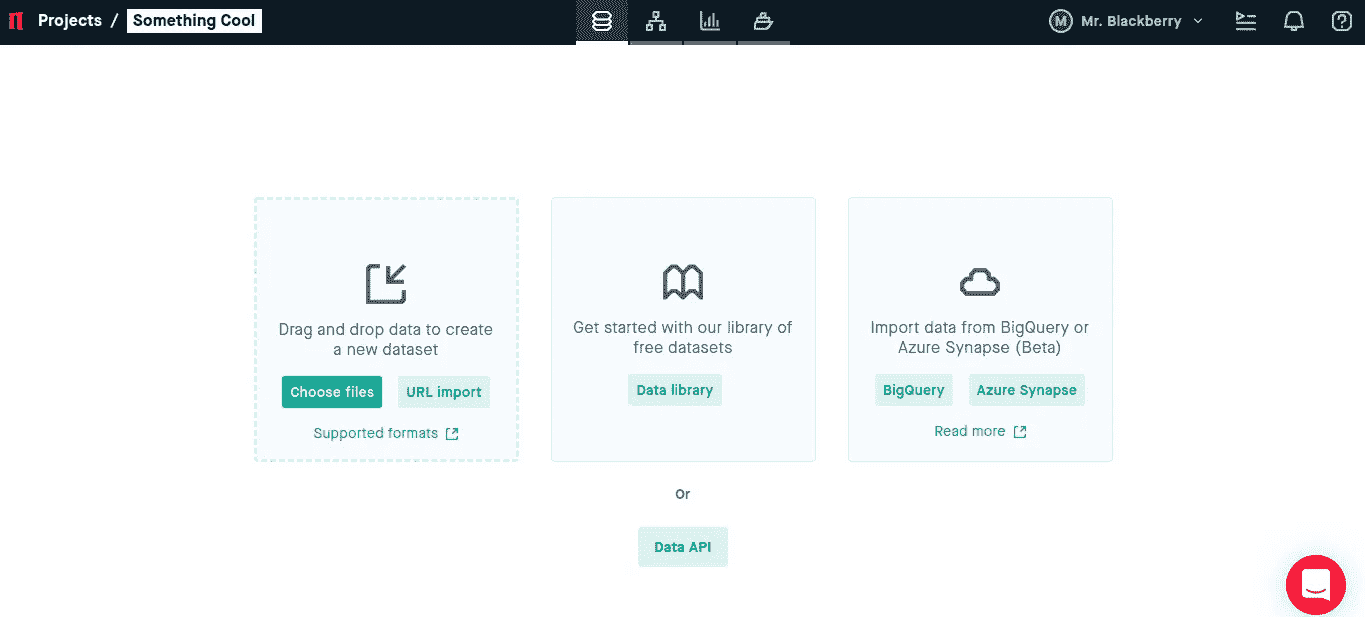 Projects / Something Cool
M Mr. Blackberry
Drag and drop data to create
a new dataset
Choose files
URL import
Supported formats
Get started with our library of
free datasets
Data library
Import data from BigQuery or
Azure Synapse (Beta)
BigQuery
Azure Synapse
Read more
Or
Data API